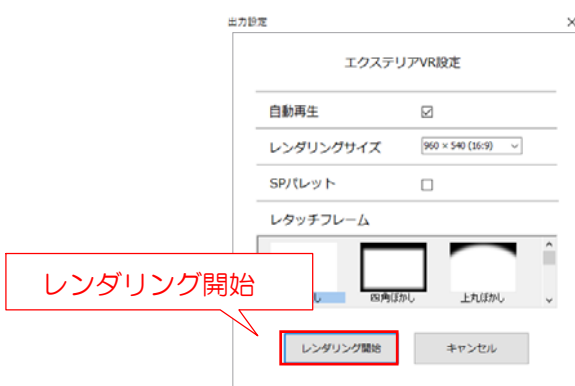 出力設定
エクステリアVR設定
自動再生
レンダリングサイズ 960 × 540 (16:9)
SPパレット
レタッチフレーム
四角ぼかし 上丸ぼかし
レンダリング開始
レンダリング開始 キャンセル